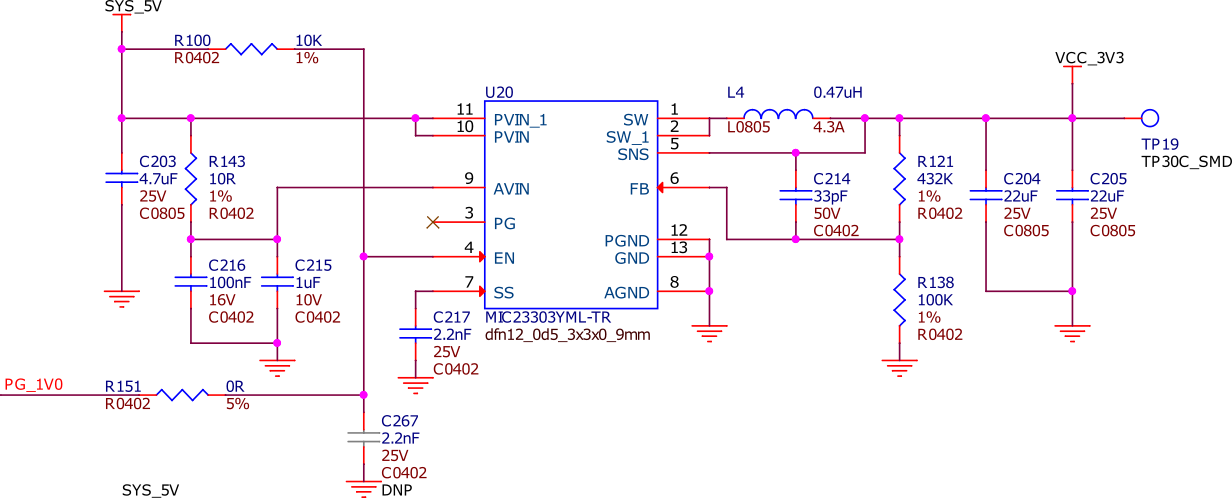 SYS_5V
R100 10K
R0402 1%
U20
VCC_3V3
L4 0.47uH
L0805 4.3A
11 PVIN_1
10 PVIN
9 AVIN
3 PG
4 EN
7 SS
SW 1
SW_1 2
SNS 5
FB 6
PGND 12
GND 13
AGND 8
MIC23303YML-TR
dfn12_0d5_3x3x0_9mm
C203
4.7uF
25V
C0805
R143
10R
1%
R0402
C216
100nF
16V
C0402
C215
1uF
10V
C0402
C217
2.2nF
25V
C0402
C214
33pF
50V
C0402
R121
432K
1%
R0402
R138
100K
1%
R0402
C204
22uF
25V
C0805
C205
22uF
25V
C0805
TP19
TP30C_SMD
PG_1V0
R151 0R
R0402 5%
C267
2.2nF
25V
C0402
DNP
SYS_5V